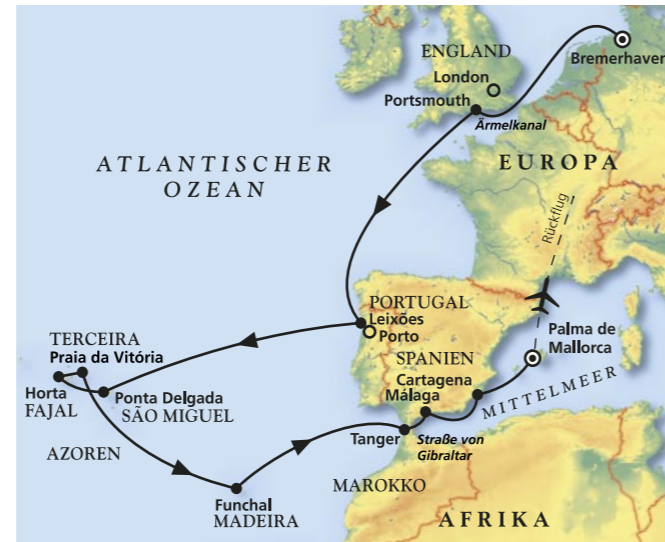 ENGLAND
London
Portsmouth
Ärmelkanal
Bremerhaven
ATLANTISCHER
OZEAN
EUROPA
Rückflug
PORTUGAL
Leixões
Porto
SPANIEN
Palma de
Mallorca
TERCEIRA
Praia da Vitória
Horta
FAJAL
Ponta Delgada
SÃO MIGUEL
Cartagena
Málaga
MITTELMEER
Tanger
Straße von
Gibraltar
AZOREN
MAROKKO
Funchal
MADEIRA
AFRIKA